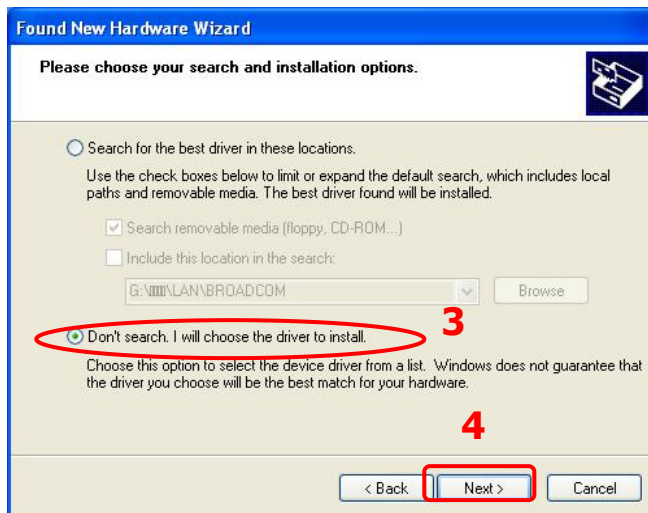 Found New Hardware Wizard
Please choose your search and installation options.
Search for the best driver in these locations.
Use the check boxes below to limit or expand the default search, which includes local
paths and removable media. The best driver found will be installed.
Search removable media (floppy, CD-ROM...)
Include this location in the search:
\LAN\BROADCOM
Browse
3
Don't search. I will choose the driver to install.
Choose this option to select the device driver from a list. Windows does not guarantee that
the driver you choose will be the best match for your hardware.
4
< Back
Next >
Cancel